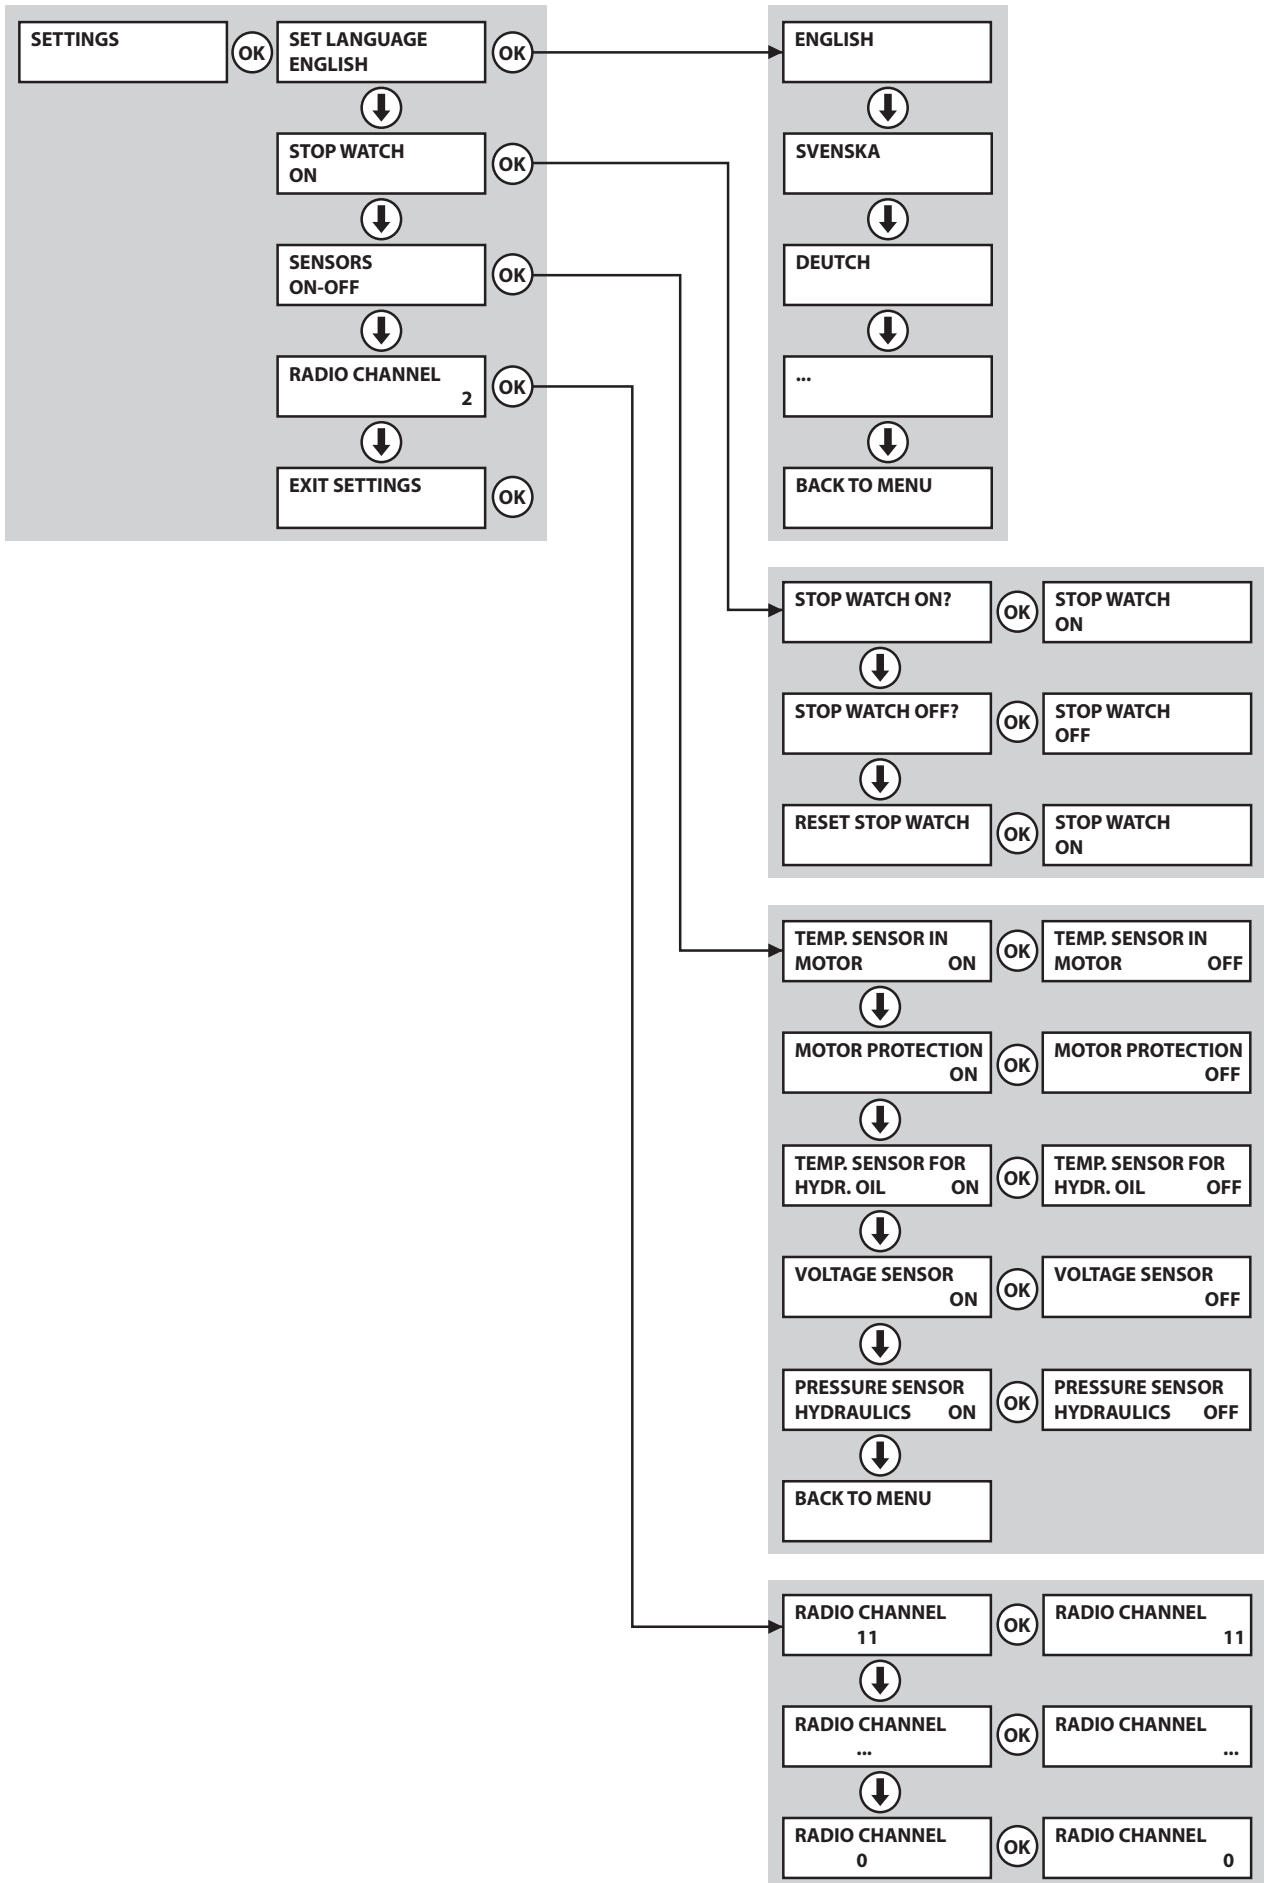 SETTINGS
OK
SET LANGUAGE
ENGLISH
OK
STOP WATCH
ON
OK
SENSORS
ON-OFF
OK
RADIO CHANNEL
2
OK
EXIT SETTINGS
OK
ENGLISH
SVENSKA
DEUTCH
...
BACK TO MENU
STOP WATCH ON?
OK
STOP WATCH
ON
STOP WATCH OFF?
OK
STOP WATCH
OFF
RESET STOP WATCH
OK
STOP WATCH
ON
TEMP. SENSOR IN
MOTOR ON
OK
TEMP. SENSOR IN
MOTOR OFF
MOTOR PROTECTION
ON
OK
MOTOR PROTECTION
OFF
TEMP. SENSOR FOR
HYDR. OIL ON
OK
TEMP. SENSOR FOR
HYDR. OIL OFF
VOLTAGE SENSOR
ON
OK
VOLTAGE SENSOR
OFF
PRESSURE SENSOR
HYDRAULICS ON
OK
PRESSURE SENSOR
HYDRAULICS OFF
BACK TO MENU
RADIO CHANNEL
11
OK
RADIO CHANNEL
11
RADIO CHANNEL
...
OK
RADIO CHANNEL
...
RADIO CHANNEL
0
OK
RADIO CHANNEL
0